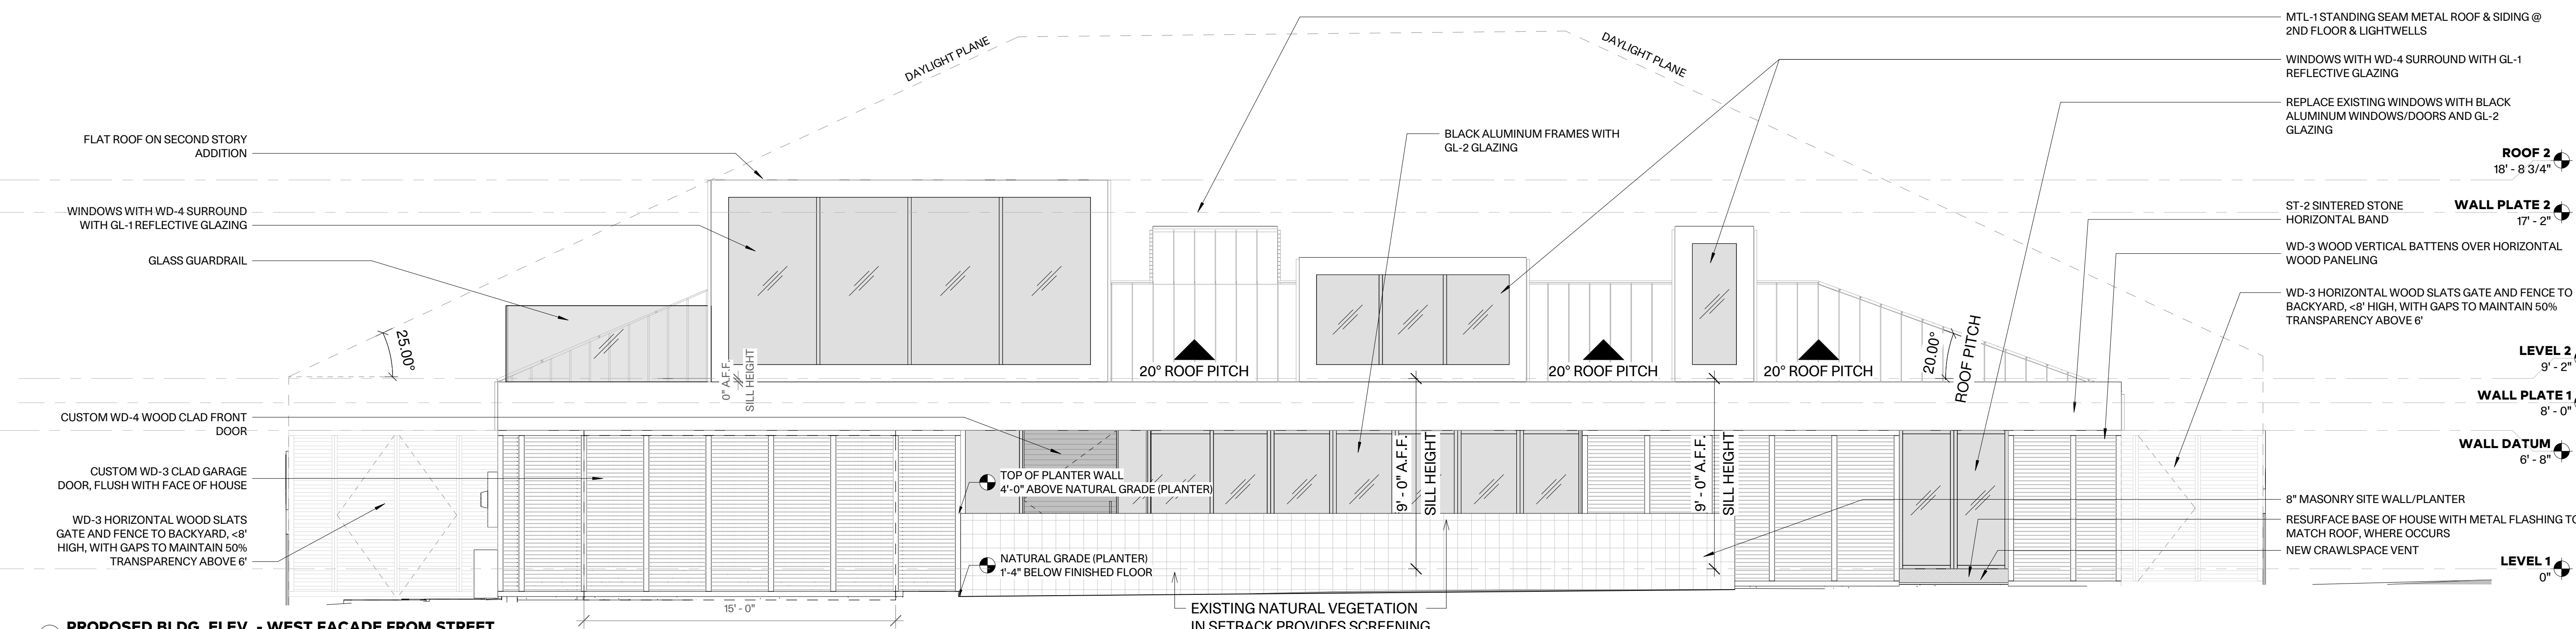 MTL-1 STANDING SEAM METAL ROOF & SIDING @
2ND FLOOR & LIGHTWELLS
DAYLIGHT PLANE
DAYLIGHT PLANE
WINDOWS WITH WD-4 SURROUND WITH GL-1
REFLECTIVE GLAZING
REPLACE EXISTING WINDOWS WITH BLACK
ALUMINUM WINDOWS/DOORS AND GL-2
GLAZING
FLAT ROOF ON SECOND STORY
ADDITION
BLACK ALUMINUM FRAMES WITH
GL-2 GLAZING
ROOF 2
18' - 8 3/4"
WINDOWS WITH WD-4 SURROUND
WITH GL-1 REFLECTIVE GLAZING
ST-2 SINTERED STONE
HORIZONTAL BAND
WALL PLATE 2
17' - 2"
GLASS GUARDRAIL
WD-3 WOOD VERTICAL BATTENS OVER HORIZONTAL
WOOD PANELING
WD-3 HORIZONTAL WOOD SLATS GATE AND FENCE TO
BACKYARD, <8' HIGH, WITH GAPS TO MAINTAIN 50%
TRANSPARENCY ABOVE 6'
25.00°
0" A.F.F.
SILL HEIGHT
20° ROOF PITCH
20° ROOF PITCH
20° ROOF PITCH
20.00°
ROOF PITCH
LEVEL 2
9' - 2"
WALL PLATE 1
8' - 0"
CUSTOM WD-4 WOOD CLAD FRONT
DOOR
WALL DATUM
6' - 8"
CUSTOM WD-3 CLAD GARAGE
DOOR, FLUSH WITH FACE OF HOUSE
TOP OF PLANTER WALL
4'-0" ABOVE NATURAL GRADE (PLANTER)
9' - 0" A.F.F.
SILL HEIGHT
9' - 0" A.F.F.
SILL HEIGHT
8" MASONRY SITE WALL/PLANTER
WD-3 HORIZONTAL WOOD SLATS
GATE AND FENCE TO BACKYARD, <8'
HIGH, WITH GAPS TO MAINTAIN 50%
TRANSPARENCY ABOVE 6'
RESURFACE BASE OF HOUSE WITH METAL FLASHING TO
MATCH ROOF, WHERE OCCURS
NEW CRAWLSPACE VENT
NATURAL GRADE (PLANTER)
1'-4" BELOW FINISHED FLOOR
LEVEL 1
0"
15' - 0"
EXISTING NATURAL VEGETATION
IN SETBACK PROVIDES SCREENING
PROPOSED BLDG. ELEV. - WEST FACADE FROM STREET